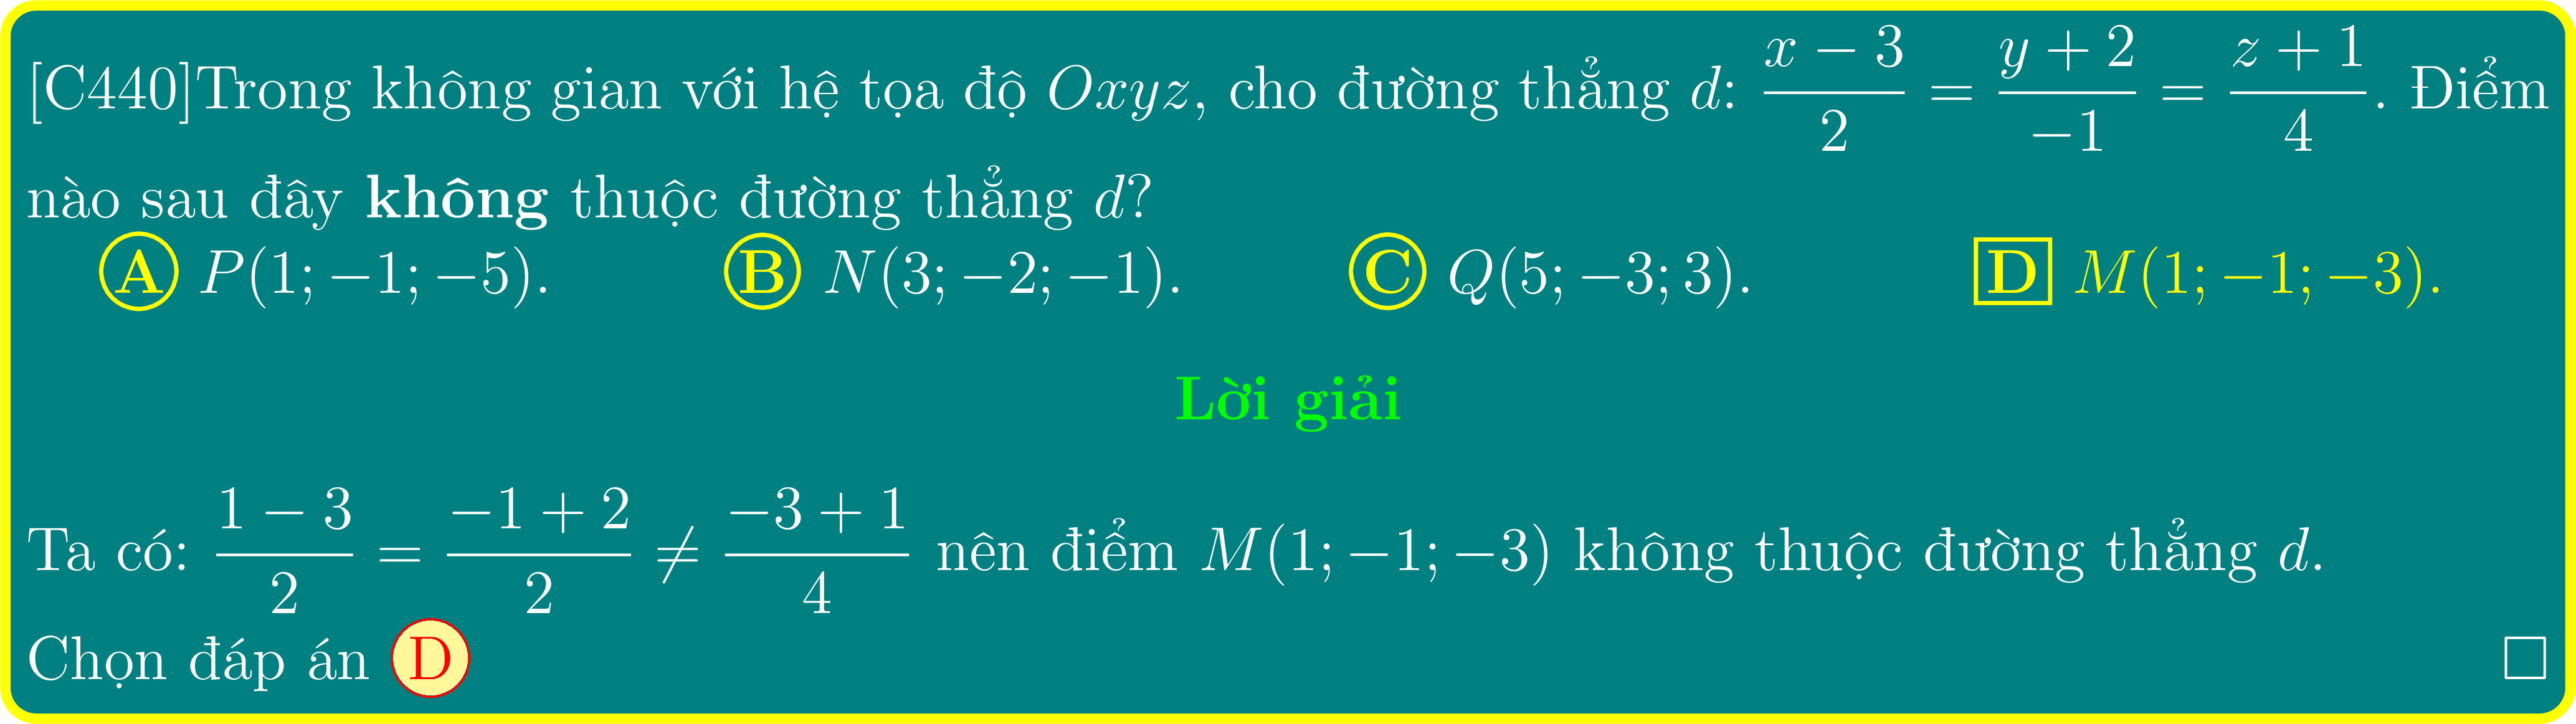 [C440]Trong không gian với hệ tọa độ Oxyz, cho đường thẳng d: \frac{x-3}{2} = \frac{y+2}{-1} = \frac{z+1}{4}. Điểm
nào sau đây không thuộc đường thẳng d?
A P(1; −1; −5). B N(3; −2; −1). C Q(5; −3; 3). D M(1; −1; −3).
Lời giải
Ta có: \frac{1-3}{2} = \frac{-1+2}{2} ≠ \frac{-3+1}{4} nên điểm M(1; −1; −3) không thuộc đường thẳng d.
Chọn đáp án D □